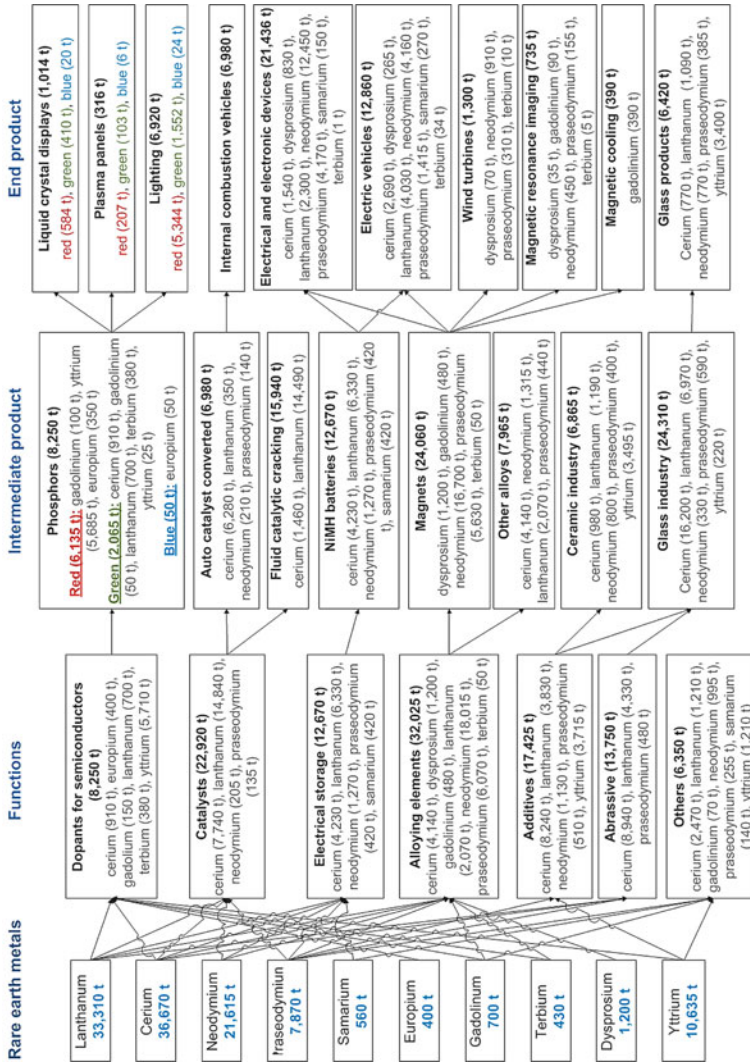 Rare earth metals
Functions
Intermediate product
End product
Lanthanum
33,310 t
Cerium
36,670 t
Neodymium
21,615 t
Praseodymium
7,870 t
Samarium
560 t
Europium
400 t
Gadolinum
700 t
Terbium
430 t
Dysprosium
1,200 t
Yttrium
10,635 t
Dopants for semiconductors
(8,250 t)
cerium (910 t), europium (400 t)
gadolium (150 t), lanthanum (700 t)
terbium (380 t), yttrium (5,710 t)
Catalysts (22,920 t)
cerium (7,740 t), lanthanum (14,840 t)
neodymium (205 t), praseodymium
(135 t)
Electrical storage (12,670 t)
cerium (4,230 t), lanthanum (6,330 t)
neodymium (1,270 t), praseodymium
(420 t), samarium (420 t)
Alloying elements (32,025 t)
cerium (4,140 t), dysprosium (1,200 t),
gadolinium (480 t), lanthanum
(2,070 t), neodymium (18,015 t),
praseodymium (6,070 t), terbium (50 t)
Additives (17,425 t)
cerium (8,240 t), lanthanum (3,830 t),
neodymium (1,130 t), praseodymium
(510 t), yttrium (3,715 t)
Abrassive (13,750 t)
cerium (8,940 t), lanthanum (4,330 t),
praseodymium (480 t)
Others (6,350 t)
cerium (2,470 t), lanthanum (1,210 t)
gadolinium (70 t), neodymium (995 t),
praseodymium (255 t), samarium
(140 t), yttrium (1,210 t)
Phosphors (8,250 t)
Red (6,135 t): gadolinium (100 t), yttrium
(5,685 t), europium (350 t)
Green (2,065 t): cerium (910 t), gadolinium
(50 t), lanthanum (700 t), terbium (380 t),
yttrium (25 t)
Blue (50 t): europium (50 t)
Auto catalyst converted (6,980 t)
cerium (6,280 t), lanthanum (350 t),
neodymium (210 t), praseodymium (140 t)
Fluid catalytic cracking (15,940 t)
cerium (1,460 t), lanthanum (14,490 t)
NiMH batteries (12,670 t)
cerium (4,230 t), lanthanum (6,330 t),
neodymium (1,270 t), praseodymium (420
t), samarium (420 t)
Magnets (24,060 t)
dysprosium (1,200 t), gadolinium (480 t),
neodymium (16,700 t), praseodymium
(5,630 t), terbium (50 t)
Other alloys (7,965 t)
cerium (4,140 t), neodymium (1,315 t),
lanthanum (2,070 t), praseodymium (440 t)
Ceramic industry (6,865 t)
cerium (980 t), lanthanum (1,190 t),
neodymium (800 t), praseodymium (400 t),
yttrium (3,495 t)
Glass industry (24,310 t)
Cerium (16,200 t), lanthanum (6,970 t),
neodymium (330 t), praseodymium (590 t),
yttrium (220 t)
Liquid crystal displays (1,014 t)
red (584 t), green (410 t), blue (20 t)
Plasma panels (316 t)
red (207 t), green (103 t), blue (6 t)
Lighting (6,920 t)
red (5,344 t), green (1,552 t), blue (24 t)
Internal combustion vehicles (6,980 t)
Electrical and electronic devices (21,436 t)
cerium (1,540 t), dysprosium (830 t),
lanthanum (2,300 t), neodymium (12,450 t),
praseodymium (4,170 t), samarium (150 t),
terbium (1 t)
Electric vehicles (12,860 t)
cerium (2,690 t), dysprosium (265 t),
lanthanum (4,030 t), neodymium (4,160 t),
praseodymium (1,415 t), samarium (270 t)
terbium (34 t)
Wind turbines (1,300 t)
dysprosium (70 t), neodymium (910 t),
praseodymium (310 t), terbium (10 t)
Magnetic resonance imaging (735 t)
dysprosium (35 t), gadolinium (90 t),
neodymium (450 t), praseodymium (155 t),
terbium (5 t)
Magnetic cooling (390 t)
gadolinium (390 t)
Glass products (6,420 t)
Cerium (770 t), lanthanum (1,090 t),
neodymium (770 t), praseodymium (385 t),
yttrium (3,400 t)